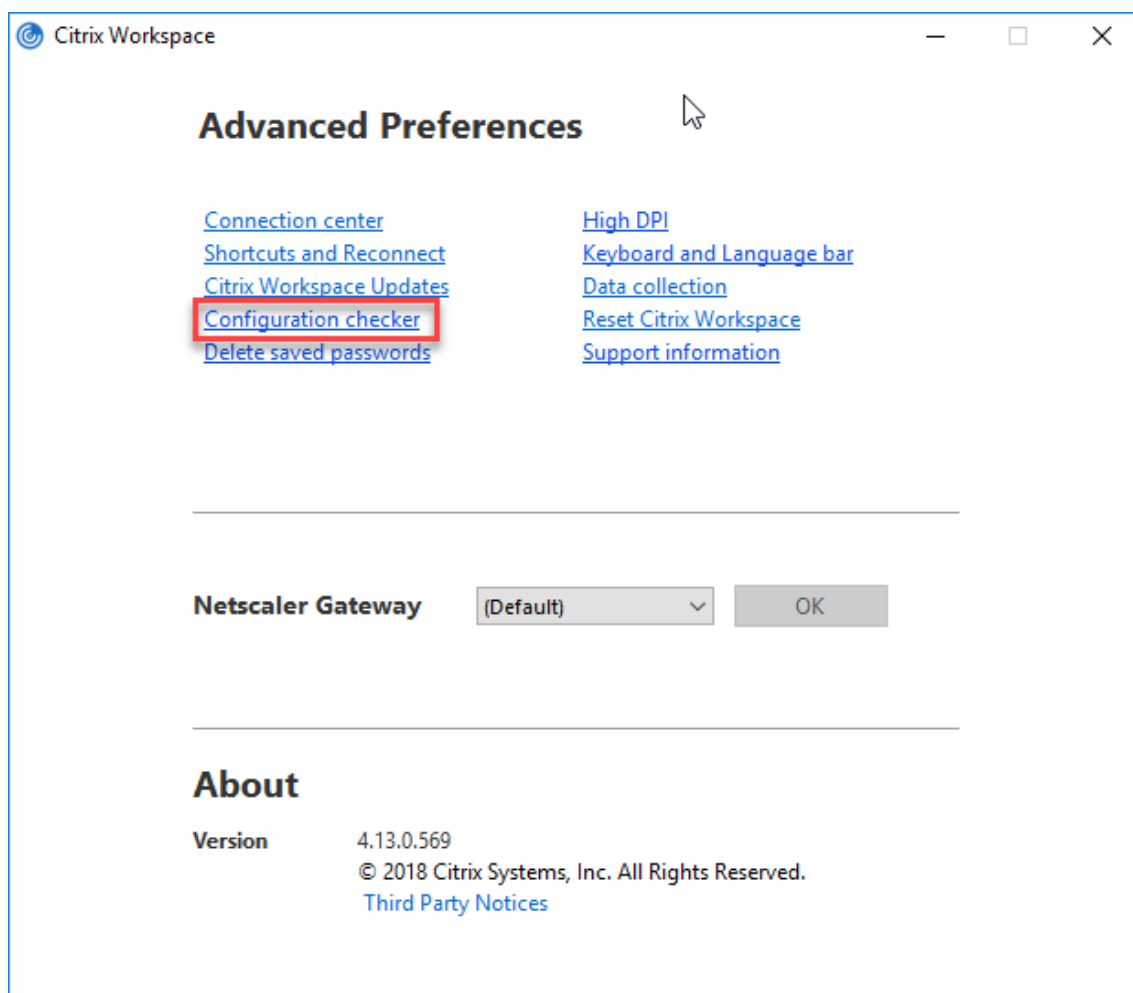 Citrix Workspace
Advanced Preferences
Connection center
Shortcuts and Reconnect
Citrix Workspace Updates
Configuration checker
Delete saved passwords
High DPI
Keyboard and Language bar
Data collection
Reset Citrix Workspace
Support information
Netscaler Gateway (Default) OK
About
Version 4.13.0.569
© 2018 Citrix Systems, Inc. All Rights Reserved.
Third Party Notices